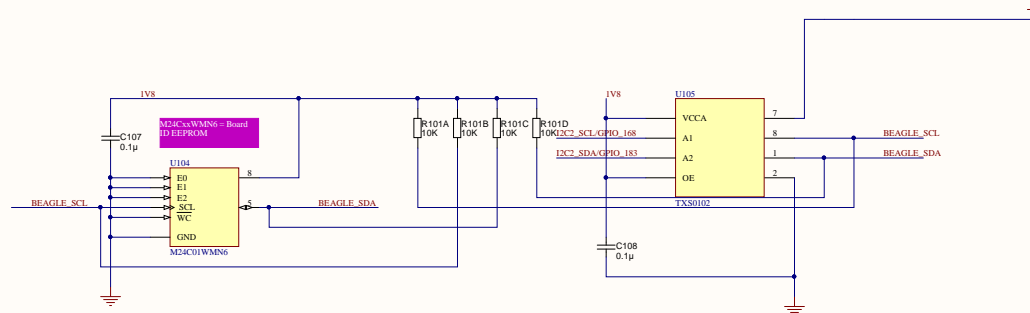 1V8
M24CxxWMN6 = Board
ID EEPROM
C107
0.1µ
U104
E0
E1
E2
SCL
WC
GND
8
5
M24C01WMN6
BEAGLE_SCL
BEAGLE_SDA
R101A
10K
R101B
10K
R101C
10K
R101D
10K
1V8
I2C2_SCL/GPIO_168
I2C2_SDA/GPIO_183
U105
VCCA
A1
A2
OE
7
8
1
2
TXS0102
BEAGLE_SCL
BEAGLE_SDA
C108
0.1µ